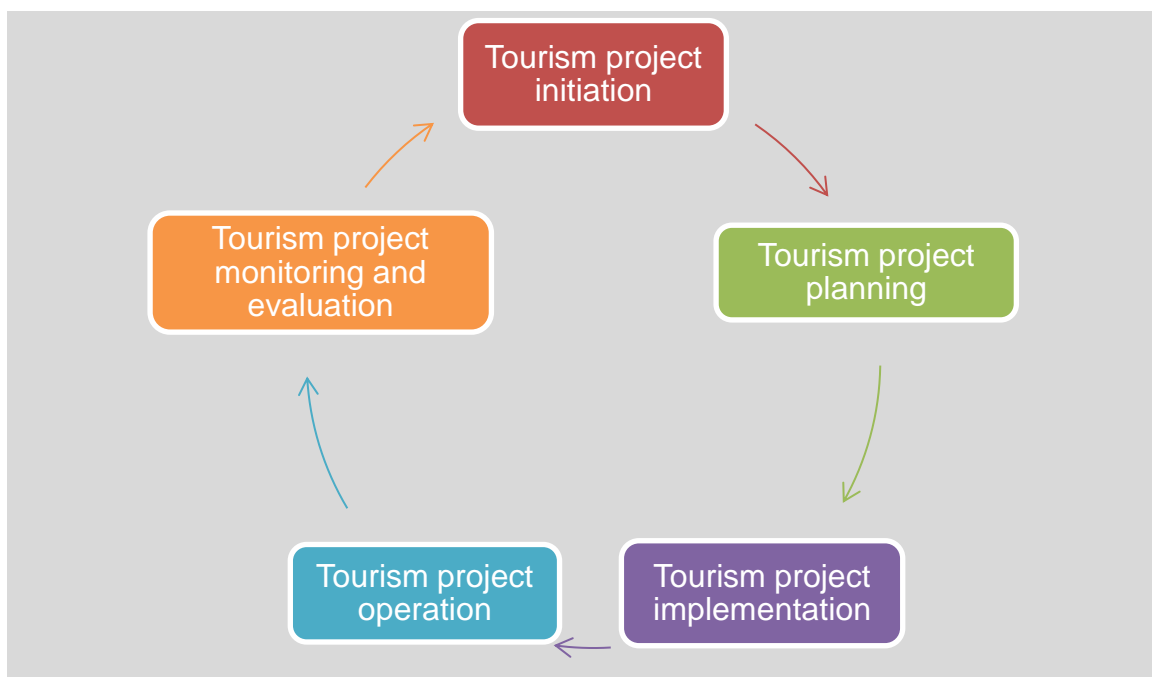 Tourism project
initiation
Tourism project
planning
Tourism project
implementation
Tourism project
operation
Tourism project
monitoring and
evaluation